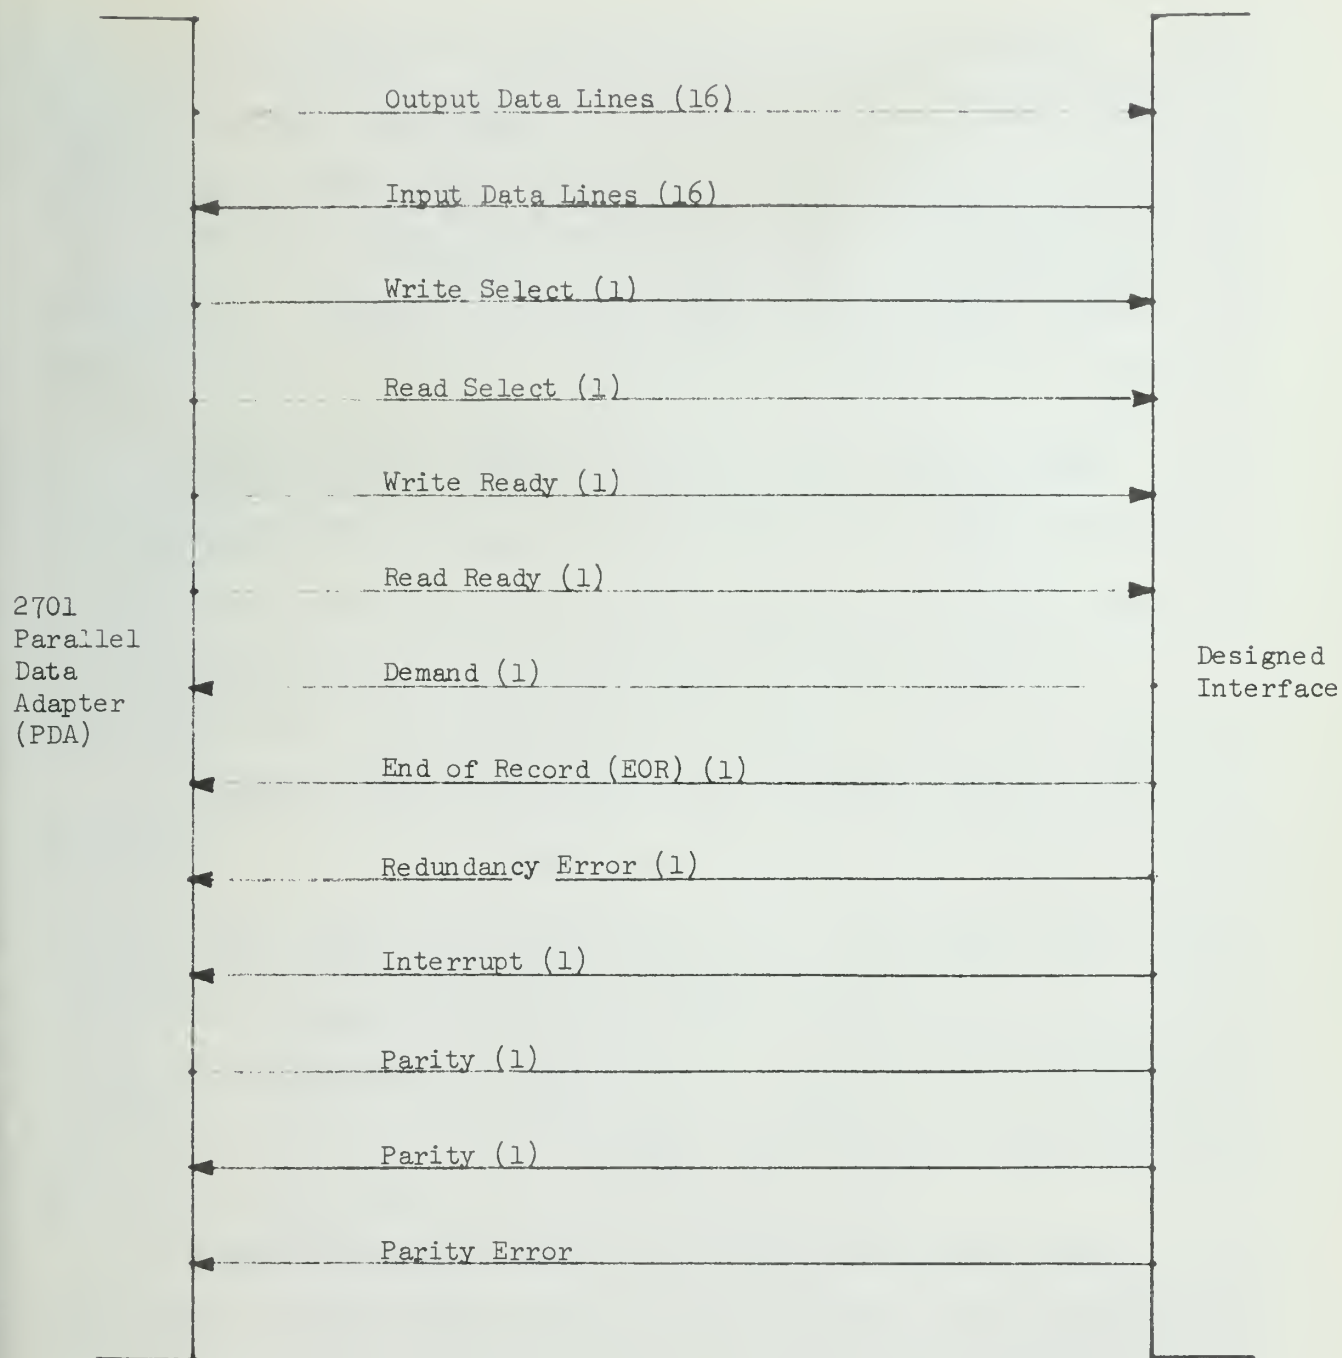 Output Data Lines (16)
Input Data Lines (16)
Write Select (1)
Read Select (1)
Write Ready (1)
Read Ready (1)
2701
Parallel
Data
Adapter
(PDA)
Demand (1)
Designed
Interface
End of Record (EOR) (1)
Redundancy Error (1)
Interrupt (1)
Parity (1)
Parity (1)
Parity Error